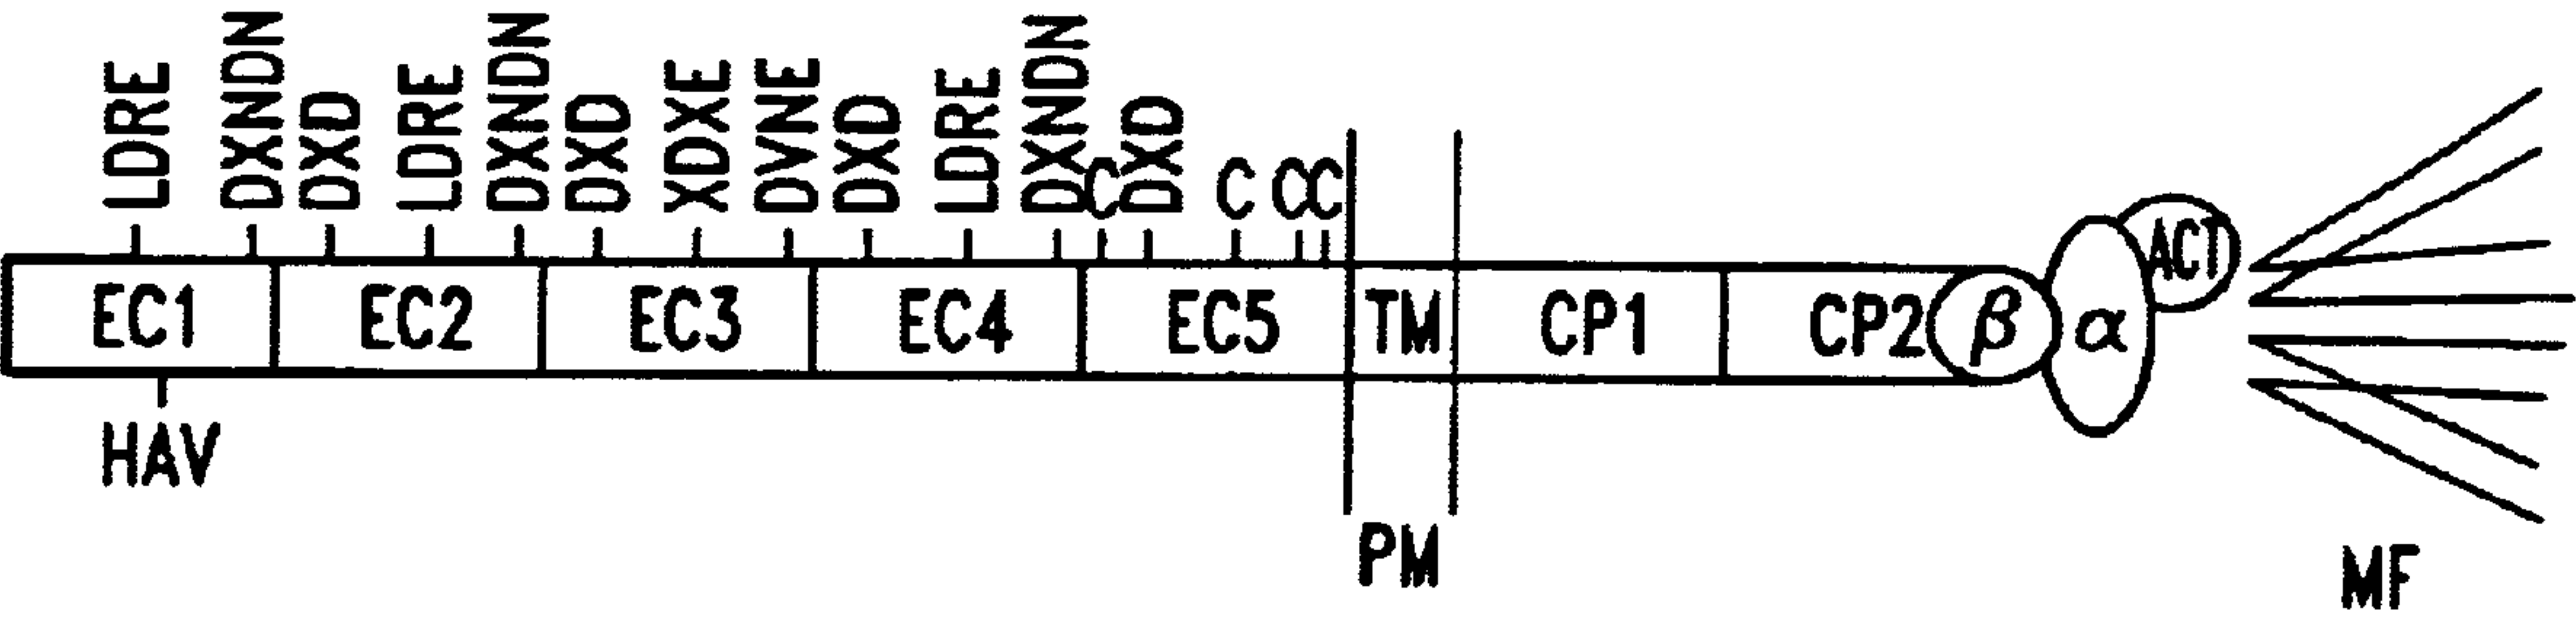 LDRE DXNDN DXD LDRE DXNDN DXD XDXE DVNE DXD LDRE DXNDN C DXD C C C
EC1 EC2 EC3 EC4 EC5 TM CP1 CP2 β α ACT
HAV
PM
MF